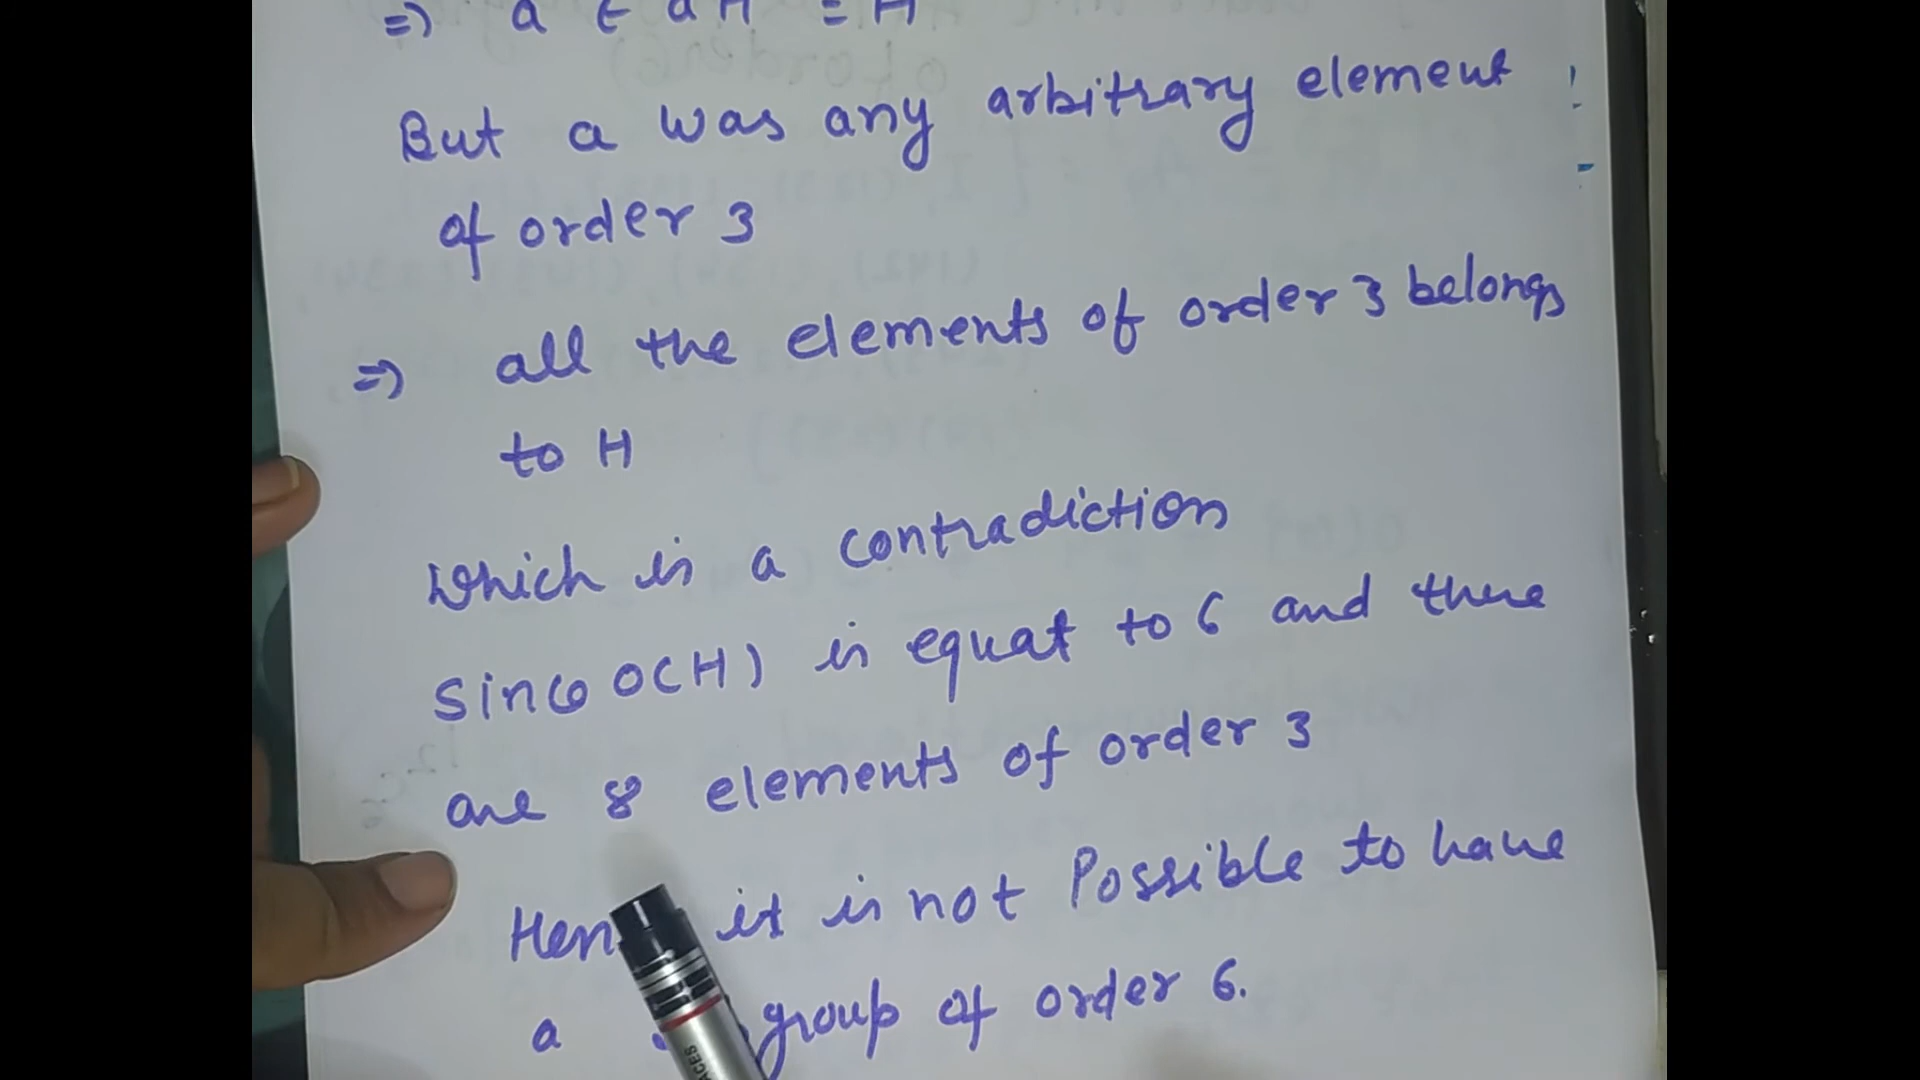 =) a ∈ aH = H
But a was any arbitrary element
of order 3
=) all the elements of order 3 belongs
to H
Which is a contradiction
Since O(H) is equal to 6 and there
are 8 elements of order 3
it is not Possible to have
a group of order 6.